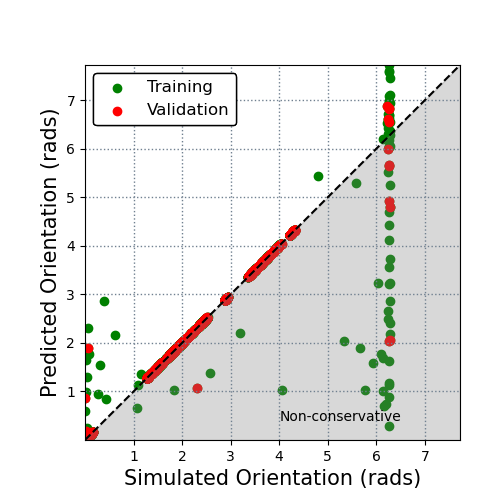 Training
Validation
Predicted Orientation (rads)
7
6
5
4
3
2
1
Non-conservative
1 2 3 4 5 6 7
Simulated Orientation (rads)